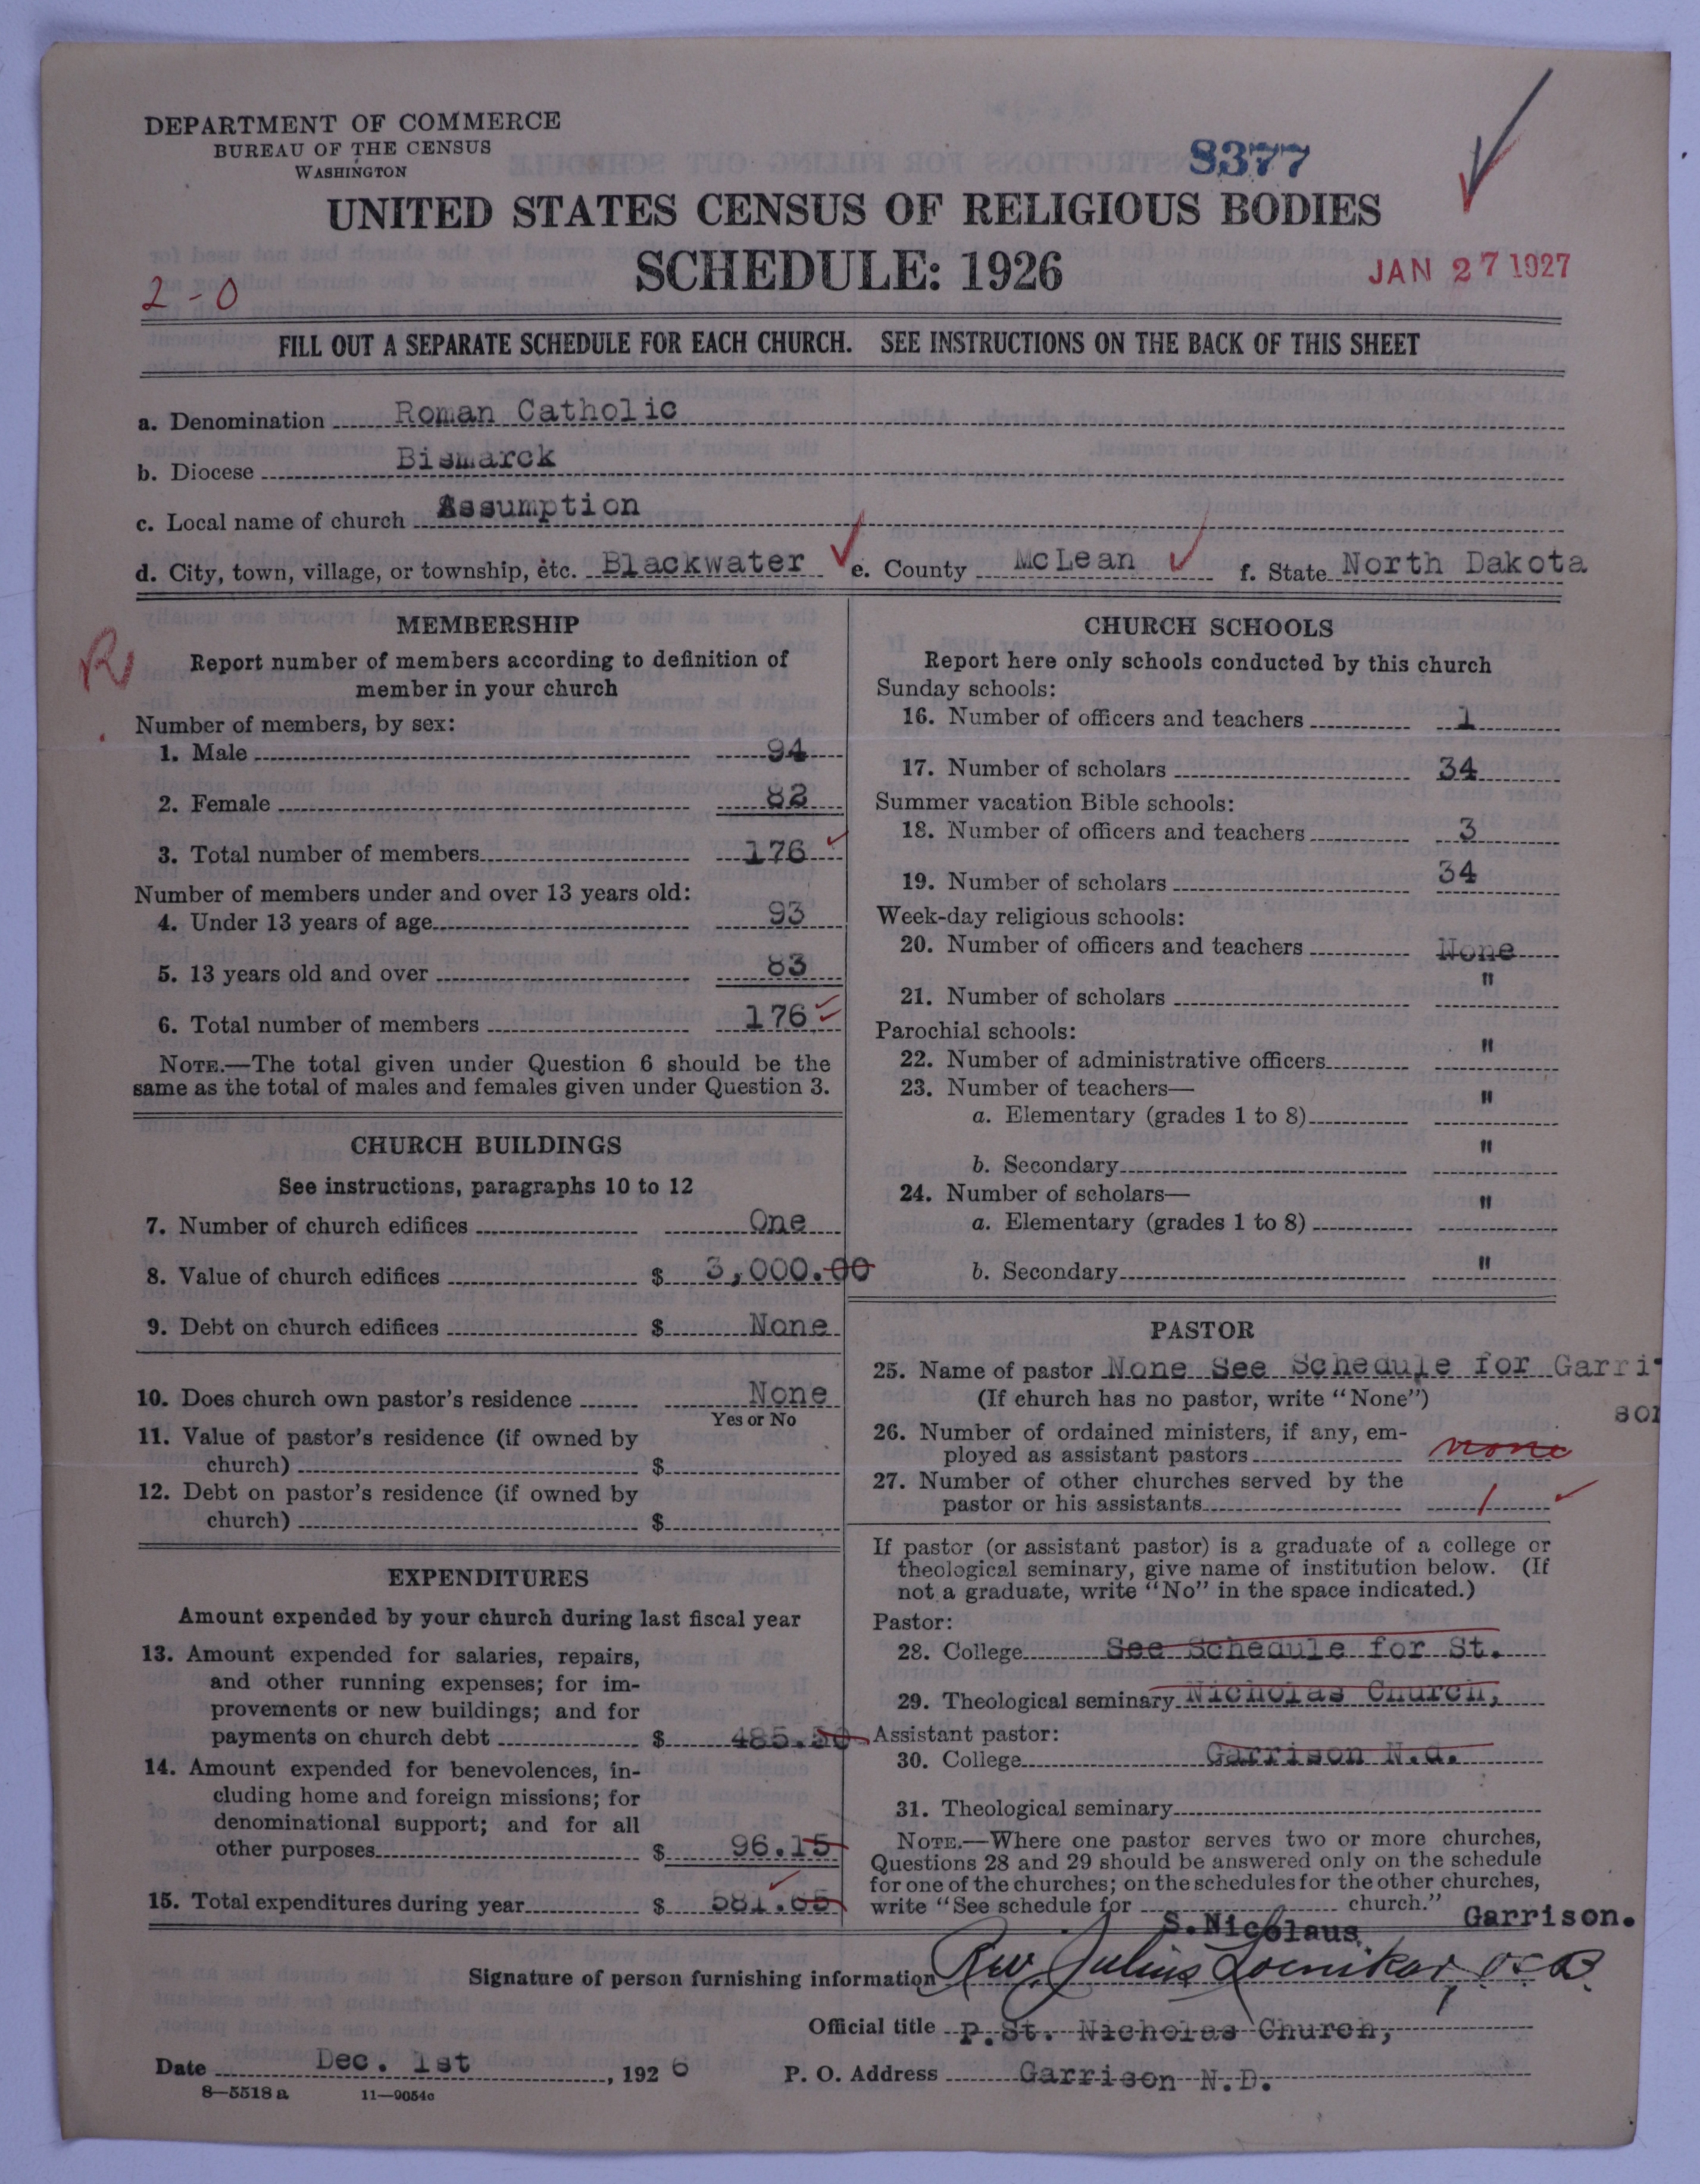 DEPARTMENT OF COMMERCE
BUREAU OF THE CENSUS
WASHINGTON
8377
UNITED STATES CENSUS OF RELIGIOUS BODIES
SCHEDULE: 1926
JAN 27 1927
2-0
FILL OUT A SEPARATE SCHEDULE FOR EACH CHURCH. SEE INSTRUCTIONS ON THE BACK OF THIS SHEET
a. Denomination Roman Catholic
b. Diocese Bismarck
c. Local name of church Assumption
d. City, town, village, or township, etc. Blackwater e. County McLean f. State North Dakota
R
MEMBERSHIP
Report number of members according to definition of
member in your church
Number of members, by sex:
1. Male 94
2. Female 82
3. Total number of members 176
Number of members under and over 13 years old:
4. Under 13 years of age 93
5. 13 years old and over 83
6. Total number of members 176
NOTE.—The total given under Question 6 should be the
same as the total of males and females given under Question 3.
CHURCH BUILDINGS
See instructions, paragraphs 10 to 12
7. Number of church edifices One
8. Value of church edifices $ 3,000.00
9. Debt on church edifices $ None
10. Does church own pastor's residence None
Yes or No
11. Value of pastor's residence (if owned by
church) $
12. Debt on pastor's residence (if owned by
church) $
EXPENDITURES
Amount expended by your church during last fiscal year
13. Amount expended for salaries, repairs,
and other running expenses; for im-
provements or new buildings; and for
payments on church debt $ 485.50
14. Amount expended for benevolences, in-
cluding home and foreign missions; for
denominational support; and for all
other purposes $ 96.15
15. Total expenditures during year $ 581.65
CHURCH SCHOOLS
Report here only schools conducted by this church
Sunday schools:
16. Number of officers and teachers 1
17. Number of scholars 34
Summer vacation Bible schools:
18. Number of officers and teachers 3
19. Number of scholars 34
Week-day religious schools:
20. Number of officers and teachers None
21. Number of scholars "
Parochial schools:
22. Number of administrative officers "
23. Number of teachers—
a. Elementary (grades 1 to 8) "
b. Secondary "
24. Number of scholars—
a. Elementary (grades 1 to 8) "
b. Secondary "
PASTOR
25. Name of pastor None See Schedule for Garri-
(If church has no pastor, write "None")
son
26. Number of ordained ministers, if any, em-
ployed as assistant pastors none
27. Number of other churches served by the
pastor or his assistants 1
If pastor (or assistant pastor) is a graduate of a college or
theological seminary, give name of institution below. (If
not a graduate, write "No" in the space indicated.)
Pastor:
28. College See Schedule for St.
29. Theological seminary Nicholas Church,
Assistant pastor:
30. College Garrison N.d.
31. Theological seminary
NOTE.—Where one pastor serves two or more churches,
Questions 28 and 29 should be answered only on the schedule
for one of the churches; on the schedules for the other churches,
write "See schedule for church."
S.Nicolaus Garrison.
Signature of person furnishing information Rev. Julius O.S.B.
Official title P. St. Nicholas Church,
Date Dec. 1st, 1926 P. O. Address Garrison N.D.
8—5518 a 11—9054c